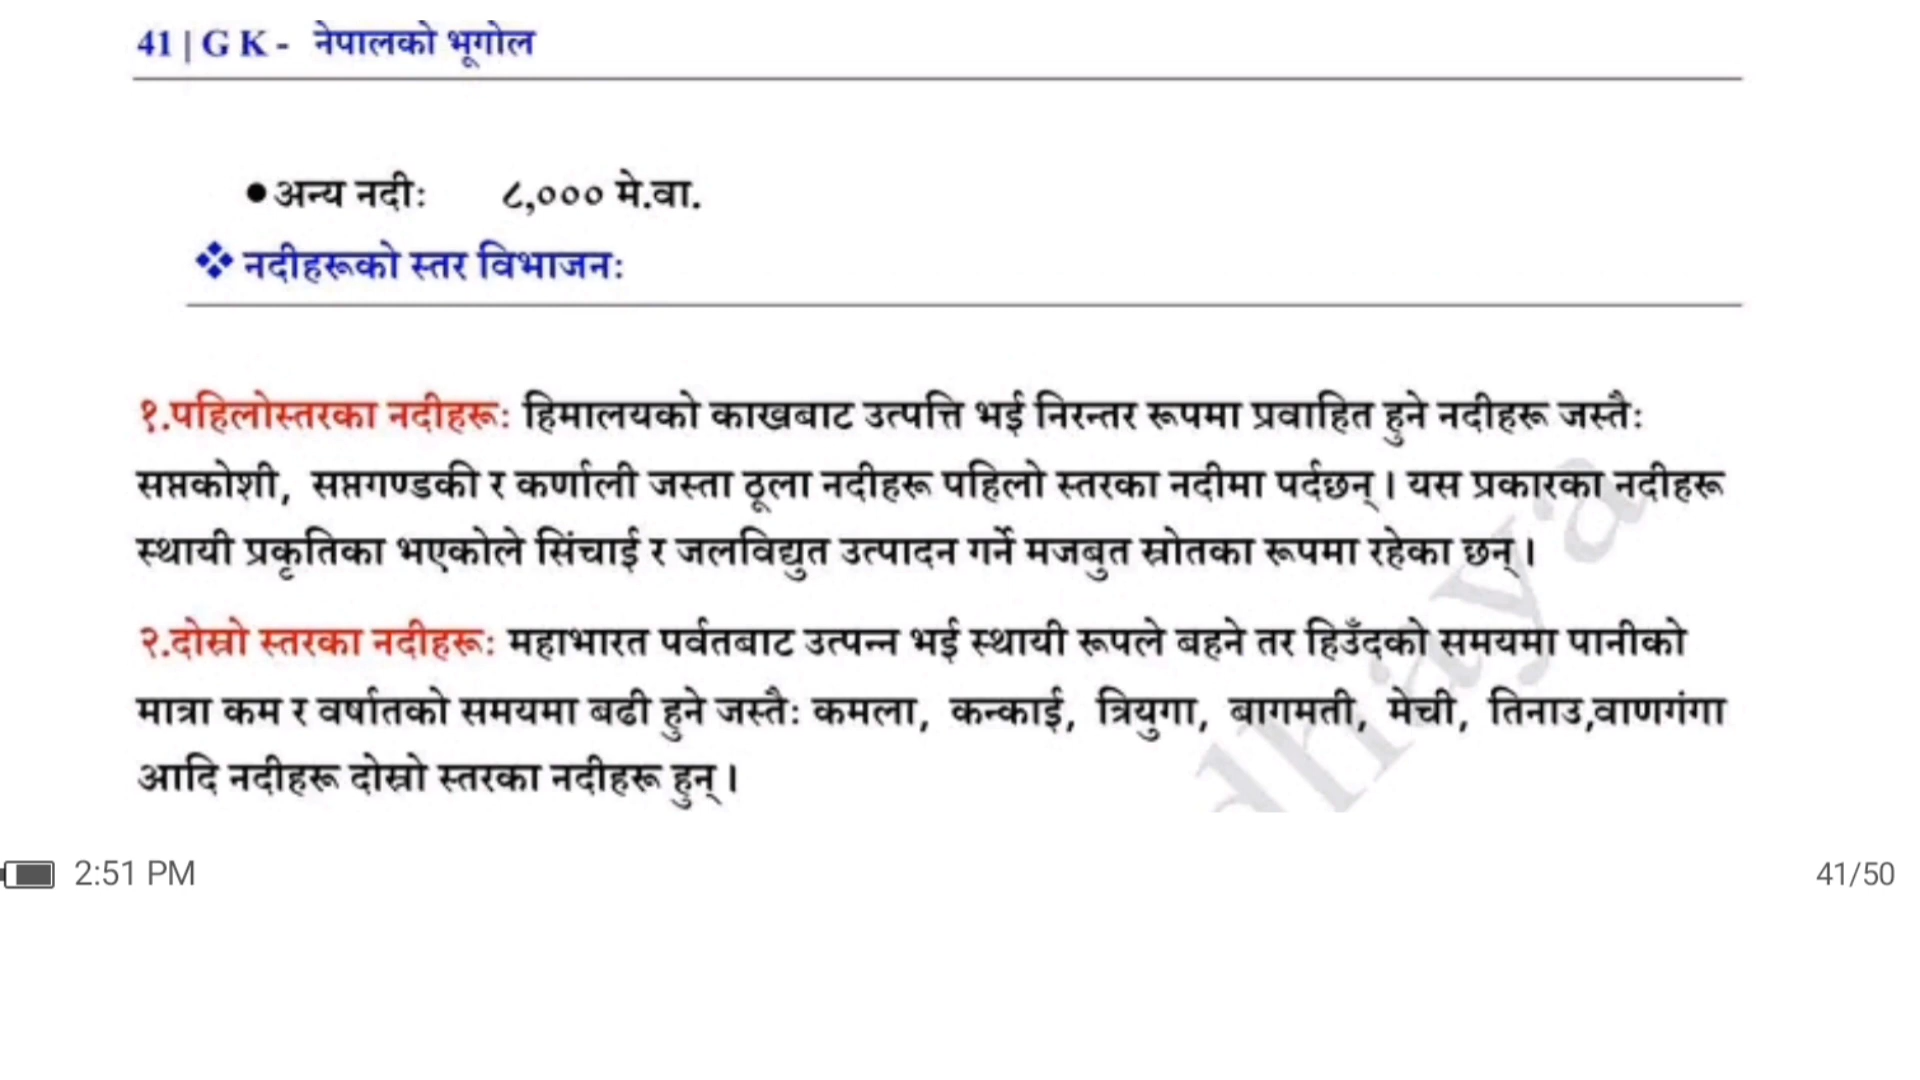 41 | G K - नेपालको भूगोल
●अन्य नदीः ८,००० मे.वा.
❖ नदीहरूको स्तर विभाजनः
१.पहिलोस्तरका नदीहरूः हिमालयको काखबाट उत्पत्ति भई निरन्तर रूपमा प्रवाहित हुने नदीहरू जस्तैः
सप्तकोशी, सप्तगण्डकी र कर्णाली जस्ता ठूला नदीहरू पहिलो स्तरका नदीमा पर्दछन् । यस प्रकारका नदीहरू
स्थायी प्रकृतिका भएकोले सिंचाई र जलविद्युत उत्पादन गर्ने मजबुत स्रोतका रूपमा रहेका छन् ।
२.दोस्रो स्तरका नदीहरूः महाभारत पर्वतबाट उत्पन्न भई स्थायी रूपले बहने तर हिउँदको समयमा पानीको
मात्रा कम र वर्षातको समयमा बढी हुने जस्तैः कमला, कन्काई, त्रियुगा, बागमती, मेची, तिनाउ,वाणगंगा
आदि नदीहरू दोस्रो स्तरका नदीहरू हुन् ।
2:51 PM 41/50